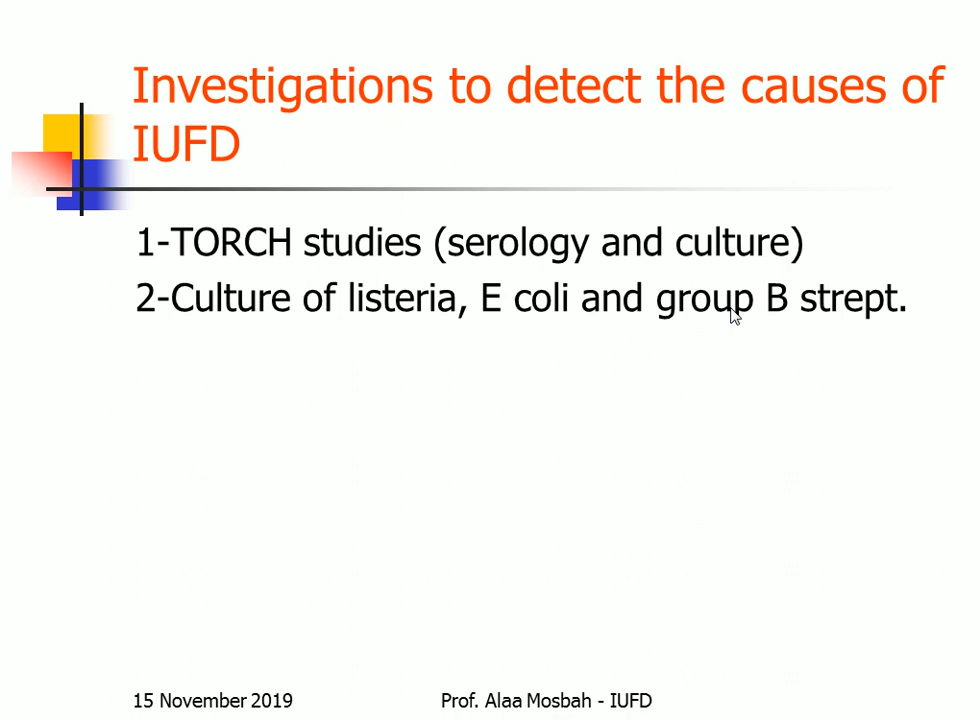 Investigations to detect the causes of
IUFD
1-TORCH studies (serology and culture)
2-Culture of listeria, E coli and group B strept.
15 November 2019
Prof. Alaa Mosbah - IUFD